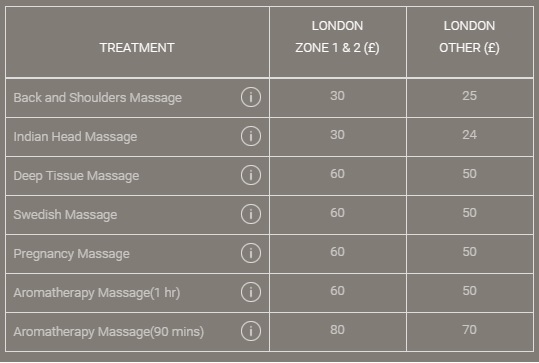 TREATMENT LONDON ZONE 1 & 2 (£) LONDON OTHER (£)
Back and Shoulders Massage i 30 25
Indian Head Massage i 30 24
Deep Tissue Massage i 60 50
Swedish Massage i 60 50
Pregnancy Massage i 60 50
Aromatherapy Massage(1 hr) i 60 50
Aromatherapy Massage(90 mins) i 80 70